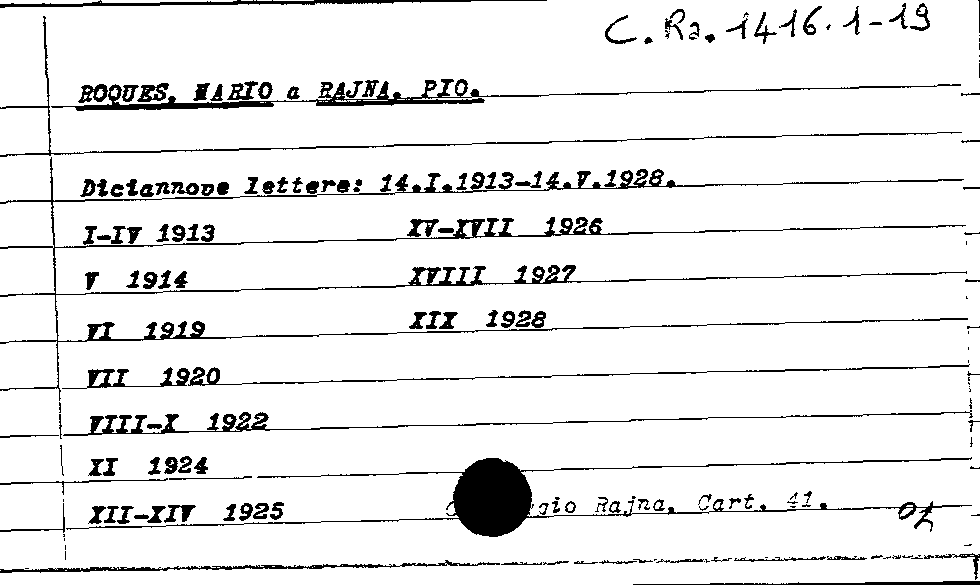 C. Ra. 1416. 1-19
ROQUES, MARIO a RAJNA, PIO.
Diciannove lettere: 14.I.1913-14.V.1928.
I-IV 1913
V 1914
VI 1919
VII 1920
VIII-X 1922
XI 1924
XII-XIV 1925
XV-XVII 1926
XVIII 1927
XIX 1928
Rajna. Cart. 41.